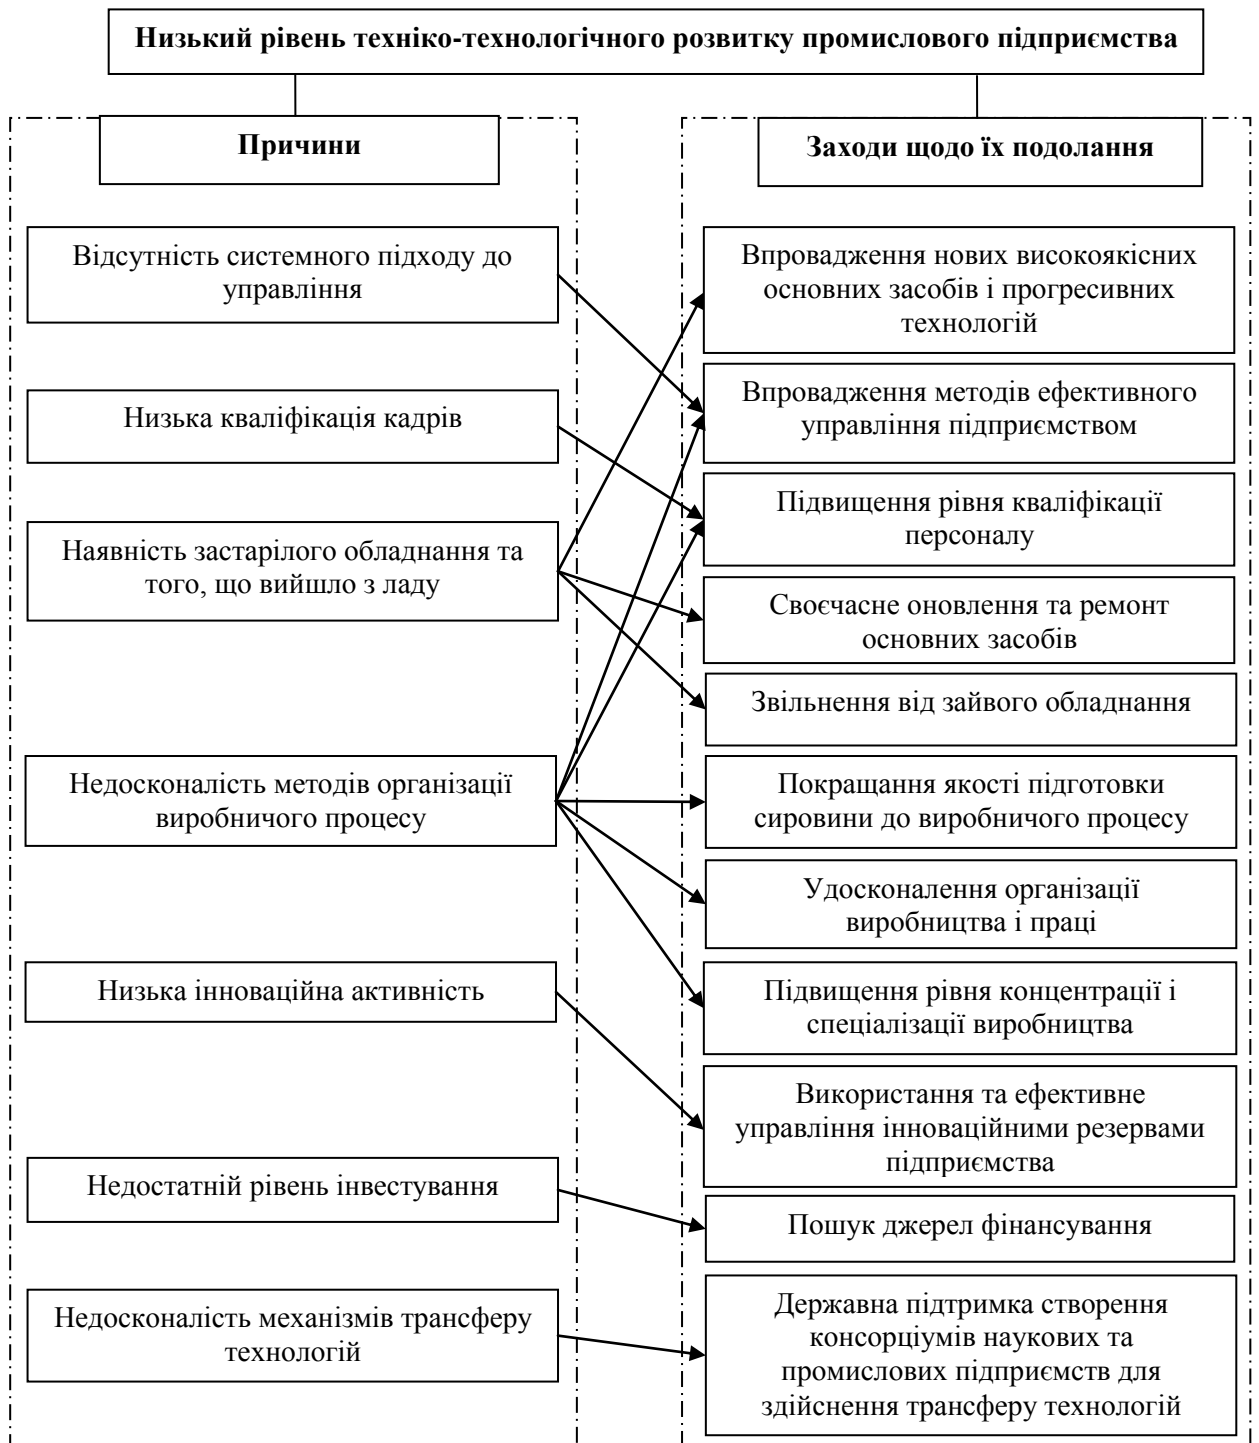 Низький рівень техніко-технологічного розвитку промислового підприємства
Причини
Відсутність системного підходу до
управління
Низька кваліфікація кадрів
Наявність застарілого обладнання та
того, що вийшло з ладу
Недосконалість методів організації
виробничого процесу
Низька інноваційна активність
Недостатній рівень інвестування
Недосконалість механізмів трансферу
технологій
Заходи щодо їх подолання
Впровадження нових високоякісних
основних засобів і прогресивних
технологій
Впровадження методів ефективного
управління підприємством
Підвищення рівня кваліфікації
персоналу
Своєчасне оновлення та ремонт
основних засобів
Звільнення від зайвого обладнання
Покращання якості підготовки
сировини до виробничого процесу
Удосконалення організації
виробництва і праці
Підвищення рівня концентрації і
спеціалізації виробництва
Використання та ефективне
управління інноваційними резервами
підприємства
Пошук джерел фінансування
Державна підтримка створення
консорціумів наукових та
промислових підприємств для
здійснення трансферу технологій